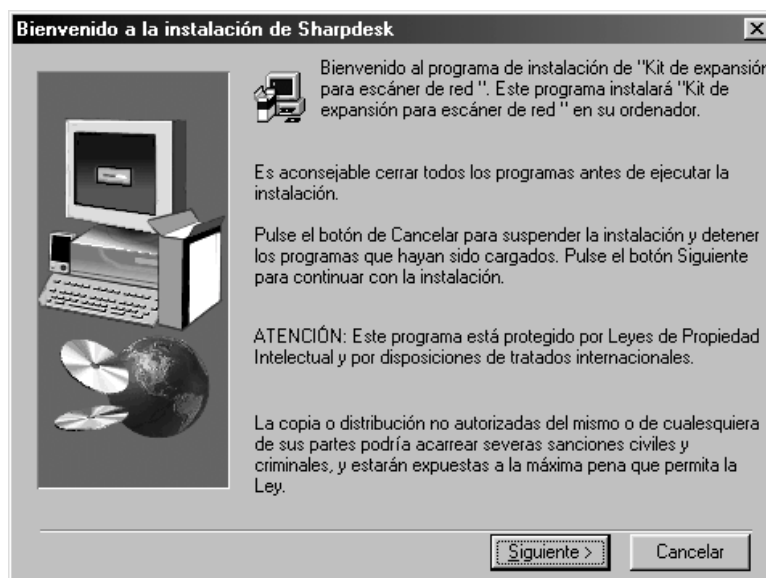 Bienvenido a la instalación de Sharpdesk
Bienvenido al programa de instalación de "Kit de expansión
para escáner de red ". Este programa instalará "Kit de
expansión para escáner de red " en su ordenador.
Es aconsejable cerrar todos los programas antes de ejecutar la
instalación.
Pulse el botón de Cancelar para suspender la instalación y detener
los programas que hayan sido cargados. Pulse el botón Siguiente
para continuar con la instalación.
ATENCIÓN: Este programa está protegido por Leyes de Propiedad
Intelectual y por disposiciones de tratados internacionales.
La copia o distribución no autorizadas del mismo o de cualesquiera
de sus partes podría acarrear severas sanciones civiles y
criminales, y estarán expuestas a la máxima pena que permita la
Ley.
Siguiente >
Cancelar